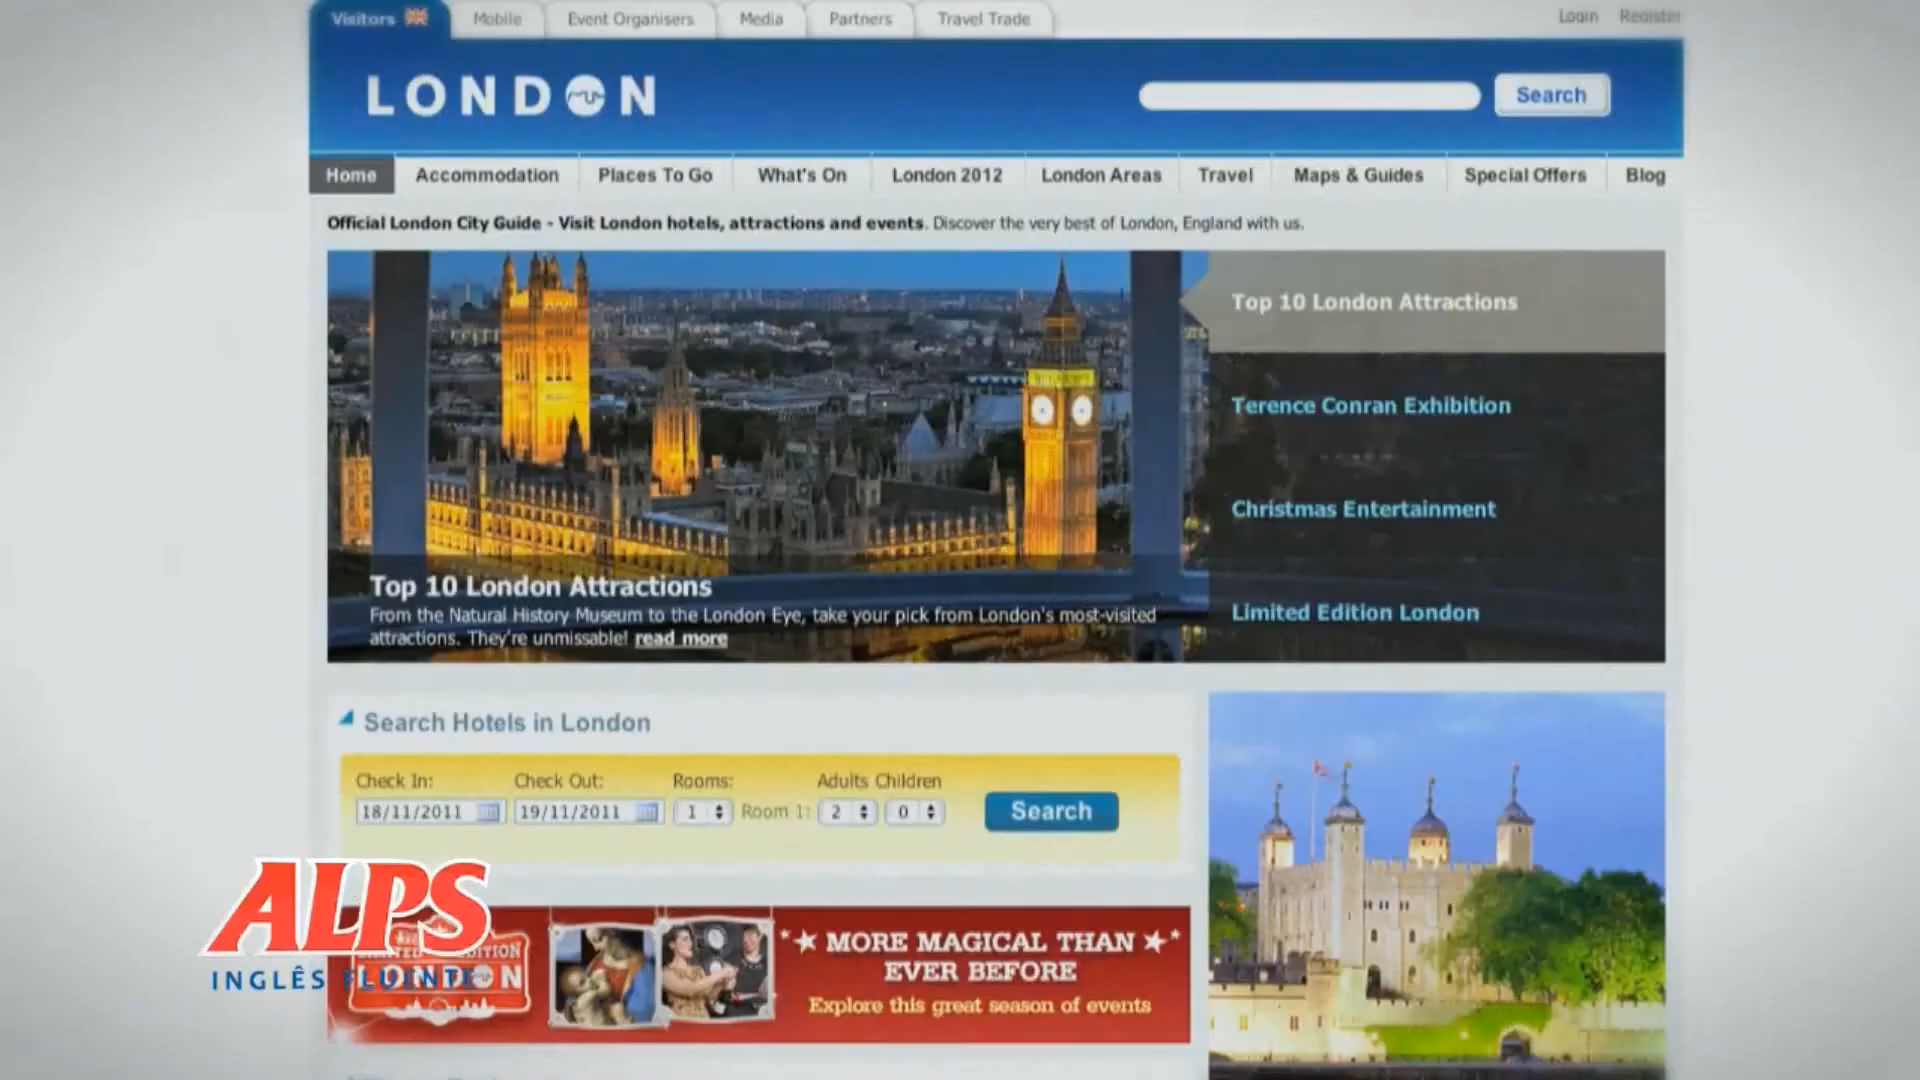 Visitors Mobile Event Organisers Media Partners Travel Trade Login Register
LONDON Search
Home Accommodation Places To Go What's On London 2012 London Areas Travel Maps & Guides Special Offers Blog
Official London City Guide - Visit London hotels, attractions and events. Discover the very best of London, England with us.
Top 10 London Attractions
Terence Conran Exhibition
Christmas Entertainment
Limited Edition London
Top 10 London Attractions
From the Natural History Museum to the London Eye, take your pick from London's most-visited
attractions. They're unmissable! read more
Search Hotels in London
Check In: Check Out: Rooms: Adults Children
18/11/2011 19/11/2011 1 Room 1: 2 0 Search
ALPS
INGLÊS FLUENTE
LONDON
MORE MAGICAL THAN
EVER BEFORE
Explore this great season of events